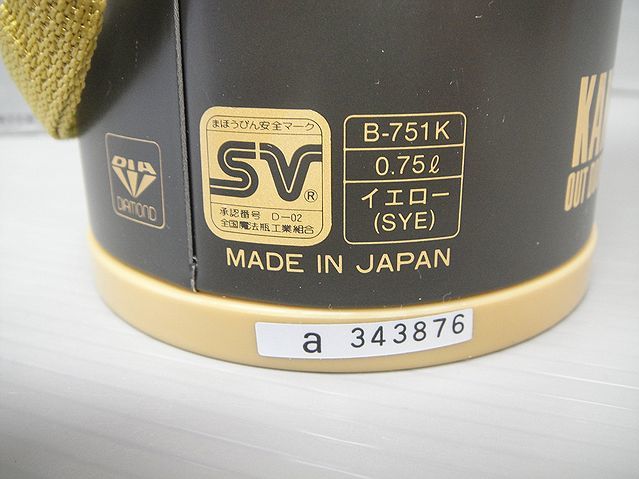 DIA
DIAMOND
まほうびん安全マーク
SV®
承認番号 D-02
全国魔法瓶工業組合
B-751K
0.75ℓ
イエロー
(SYE)
MADE IN JAPAN
OUT
a 343876